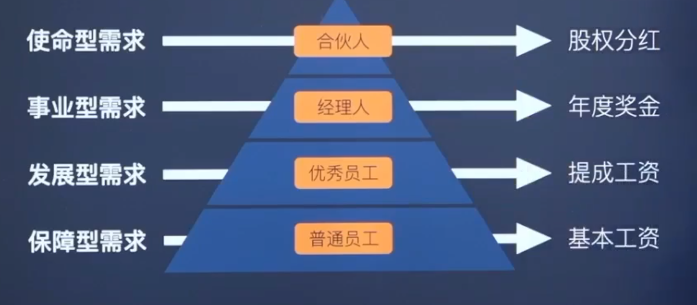 使命型需求 合伙人 股权分红
事业型需求 经理人 年度奖金
发展型需求 优秀员工 提成工资
保障型需求 普通员工 基本工资